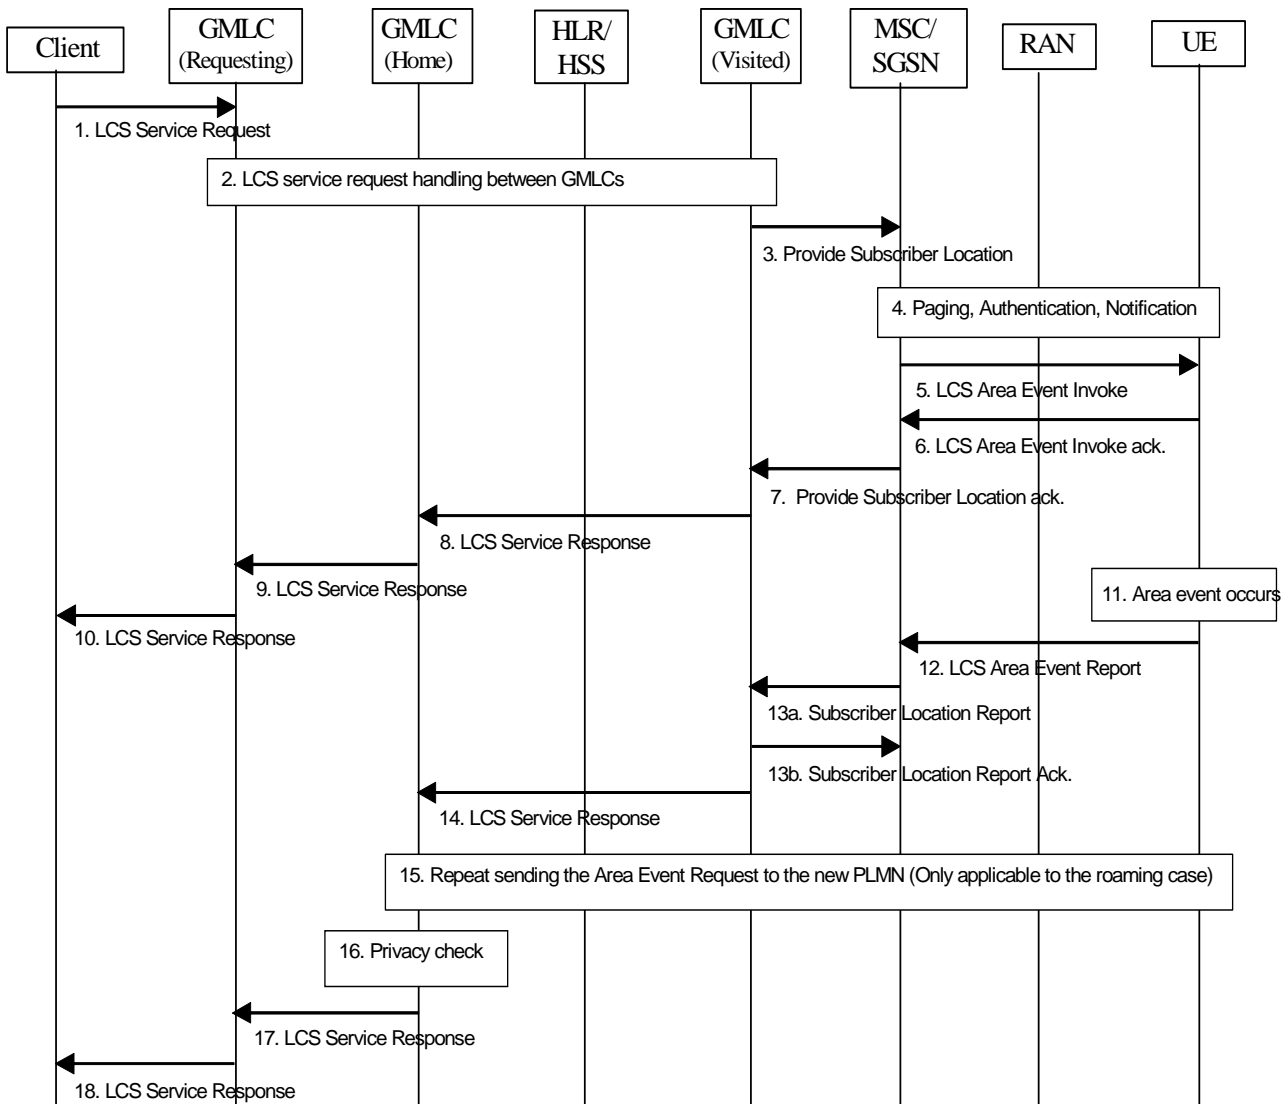 Client
GMLC
(Requesting)
GMLC
(Home)
HLR/
HSS
GMLC
(Visited)
MSC/
SGSN
RAN
UE
1. LCS Service Request
2. LCS service request handling between GMLCs
3. Provide Subscriber Location
4. Paging, Authentication, Notification
5. LCS Area Event Invoke
6. LCS Area Event Invoke ack.
7. Provide Subscriber Location ack.
8. LCS Service Response
9. LCS Service Response
10. LCS Service Response
11. Area event occurs
12. LCS Area Event Report
13a. Subscriber Location Report
13b. Subscriber Location Report Ack.
14. LCS Service Response
15. Repeat sending the Area Event Request to the new PLMN (Only applicable to the roaming case)
16. Privacy check
17. LCS Service Response
18. LCS Service Response